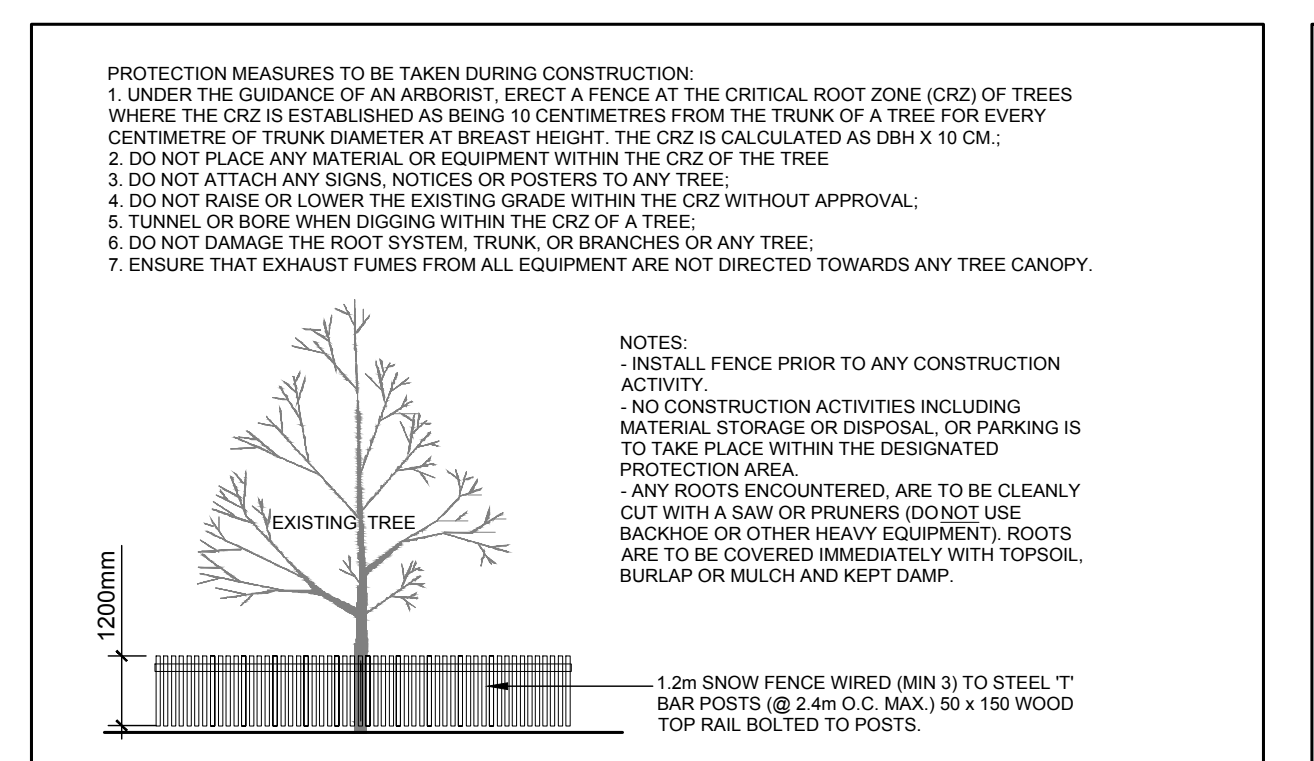 PROTECTION MEASURES TO BE TAKEN DURING CONSTRUCTION:
1. UNDER THE GUIDANCE OF AN ARBORIST, ERECT A FENCE AT THE CRITICAL ROOT ZONE (CRZ) OF TREES
WHERE THE CRZ IS ESTABLISHED AS BEING 10 CENTIMETRES FROM THE TRUNK OF A TREE FOR EVERY
CENTIMETRE OF TRUNK DIAMETER AT BREAST HEIGHT. THE CRZ IS CALCULATED AS DBH X 10 CM.;
2. DO NOT PLACE ANY MATERIAL OR EQUIPMENT WITHIN THE CRZ OF THE TREE
3. DO NOT ATTACH ANY SIGNS, NOTICES OR POSTERS TO ANY TREE;
4. DO NOT RAISE OR LOWER THE EXISTING GRADE WITHIN THE CRZ WITHOUT APPROVAL;
5. TUNNEL OR BORE WHEN DIGGING WITHIN THE CRZ OF A TREE;
6. DO NOT DAMAGE THE ROOT SYSTEM, TRUNK, OR BRANCHES OR ANY TREE;
7. ENSURE THAT EXHAUST FUMES FROM ALL EQUIPMENT ARE NOT DIRECTED TOWARDS ANY TREE CANOPY.
NOTES:
- INSTALL FENCE PRIOR TO ANY CONSTRUCTION
ACTIVITY.
- NO CONSTRUCTION ACTIVITIES INCLUDING
MATERIAL STORAGE OR DISPOSAL, OR PARKING IS
TO TAKE PLACE WITHIN THE DESIGNATED
PROTECTION AREA.
- ANY ROOTS ENCOUNTERED, ARE TO BE CLEANLY
CUT WITH A SAW OR PRUNERS (DO NOT USE
BACKHOE OR OTHER HEAVY EQUIPMENT). ROOTS
ARE TO BE COVERED IMMEDIATELY WITH TOPSOIL,
BURLAP OR MULCH AND KEPT DAMP.
EXISTING TREE
1200mm
1.2m SNOW FENCE WIRED (MIN 3) TO STEEL 'T'
BAR POSTS (@ 2.4m O.C. MAX.) 50 x 150 WOOD
TOP RAIL BOLTED TO POSTS.